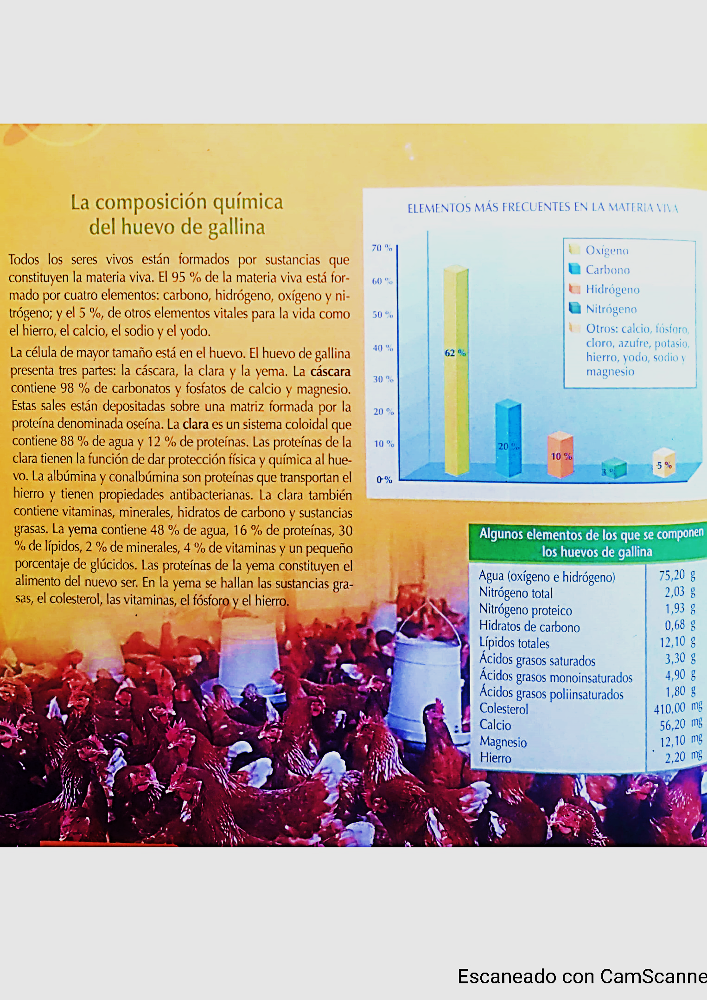 La composición química
del huevo de gallina
Todos los seres vivos están formados por sustancias que
constituyen la materia viva. El 95 % de la materia viva está for-
mado por cuatro elementos: carbono, hidrógeno, oxígeno y ni-
trógeno; y el 5 %, de otros elementos vitales para la vida como
el hierro, el calcio, el sodio y el yodo.
La célula de mayor tamaño está en el huevo. El huevo de gallina
presenta tres partes: la cáscara, la clara y la yema. La cáscara
contiene 98 % de carbonatos y fosfatos de calcio y magnesio.
Estas sales están depositadas sobre una matriz formada por la
proteína denominada oseína. La clara es un sistema coloidal que
contiene 88 % de agua y 12 % de proteínas. Las proteínas de la
clara tienen la función de dar protección física y química al hue-
vo. La albúmina y conalbúmina son proteínas que transportan el
hierro y tienen propiedades antibacterianas. La clara también
contiene vitaminas, minerales, hidratos de carbono y sustancias
grasas. La yema contiene 48 % de agua, 16 % de proteínas, 30
% de lípidos, 2 % de minerales, 4 % de vitaminas y un pequeño
porcentaje de glúcidos. Las proteínas de la yema constituyen el
alimento del nuevo ser. En la yema se hallan las sustancias gra-
sas, el colesterol, las vitaminas, el fósforo y el hierro.
ELEMENTOS MÁS FRECUENTES EN LA MATERIA VIVA
70 %
60 %
50 %
40 %
30 %
20 %
10 %
0 %
62 %
20 %
10 %
3 %
5 %
Oxígeno
Carbono
Hidrógeno
Nitrógeno
Otros: calcio, fósforo,
cloro, azufre, potasio,
hierro, yodo, sodio y
magnesio
Algunos elementos de los que se componen
los huevos de gallina
Agua (oxígeno e hidrógeno) 75,20 g
Nitrógeno total 2,03 g
Nitrógeno proteico 1,93 g
Hidratos de carbono 0,68 g
Lípidos totales 12,10 g
Ácidos grasos saturados 3,30 g
Ácidos grasos monoinsaturados 4,90 g
Ácidos grasos poliinsaturados 1,80 g
Colesterol 410,00 mg
Calcio 56,20 mg
Magnesio 12,10 mg
Hierro 2,20 mg
Escaneado con CamScanne